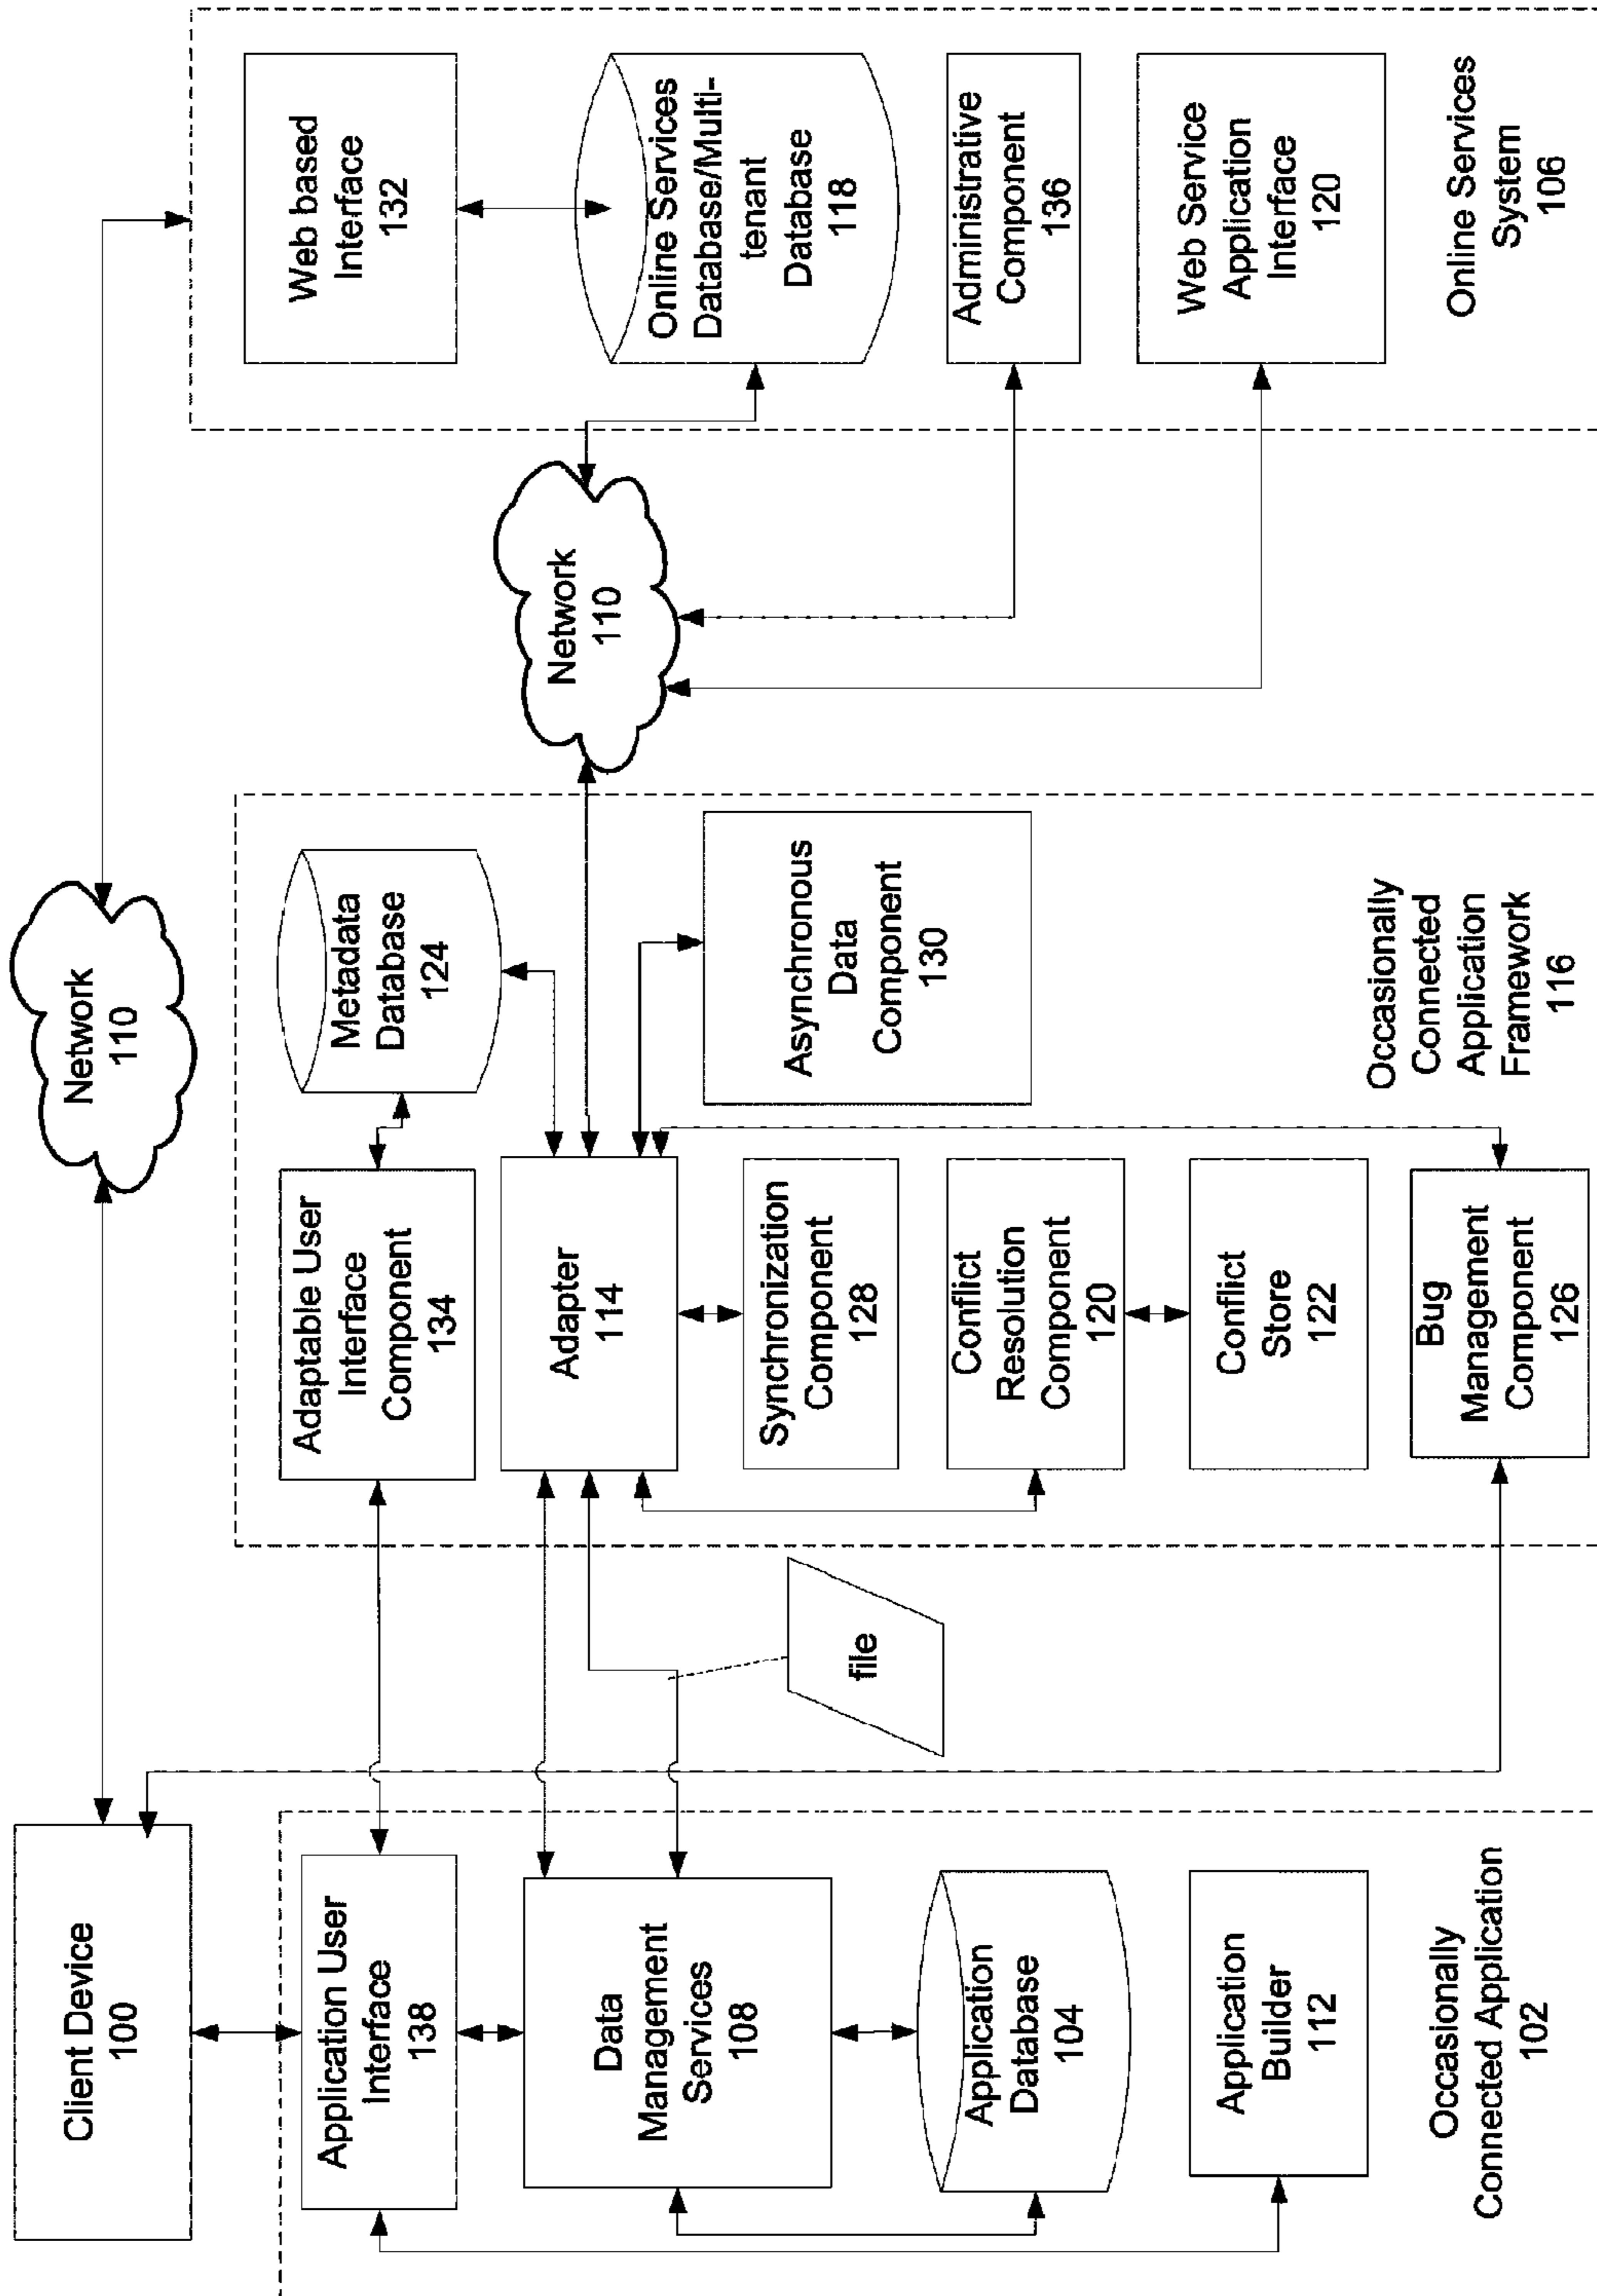 Client Device
100
Network
110
Application User
Interface
138
Data
Management
Services
108
Application
Database
104
Application
Builder
112
Occasionally
Connected Application
102
file
Adaptable User
Interface
Component
134
Metadata
Database
124
Adapter
114
Synchronization
Component
128
Asynchronous
Data
Component
130
Conflict
Resolution
Component
120
Conflict
Store
122
Bug
Management
Component
126
Occasionally
Connected
Application
Framework
116
Network
110
Web based
Interface
132
Online Services
Database/Multi-
tenant
Database
118
Administrative
Component
136
Web Service
Application
Interface
120
Online Services
System
106